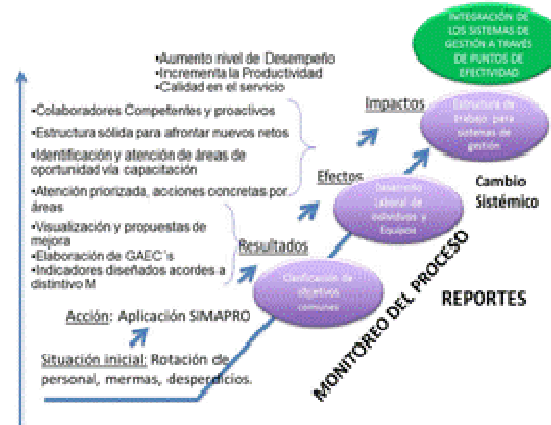 INTEGRACIÓN DE
LOS SISTEMAS DE
GESTIÓN A TRAVÉS
DE PUNTOS DE
EFECTIVIDAD
•Aumento nivel de Desempeño
•Incrementa la Productividad
•Calidad en el servicio
Impactos
Estructura de
trabajo para
sistemas de
gestión
•Colaboradores Competentes y proactivos
•Estructura sólida para afrontar nuevos netos
•Identificación y atención de áreas de
oportunidad vía capacitación
•Atención priorizada, acciones concretas por
áreas
Efectos
Desarrollo
Laboral de
individuos y
Equipos
Cambio
Sistémico
•Visualización y propuestas de
mejora
•Elaboración de GAEC´s
•Indicadores diseñados acordes a
distintivo M
Resultados
Clarificación de
objetivos
comunes
MONITOREO DEL PROCESO
REPORTES
Acción: Aplicación SIMAPRO
Situación inicial: Rotación de
personal, mermas, desperdicios.